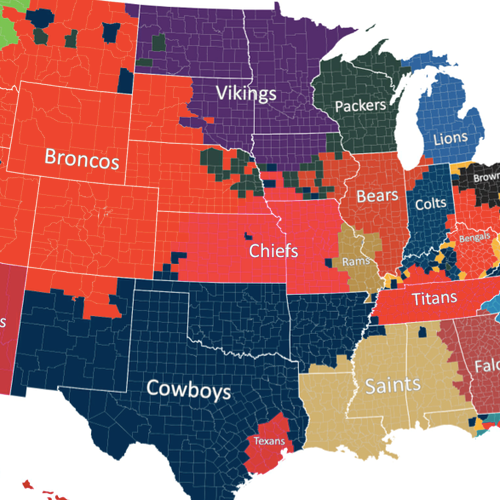 Vikings
Packers
Lions
Broncos
Brown
Bears
Colts
Bengals
Chiefs
Rams
Titans
s
Falc
Cowboys
Saints
Texans